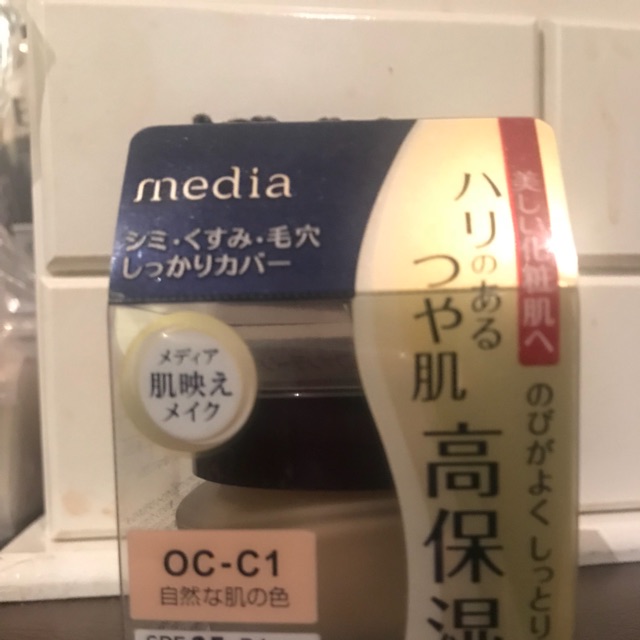 media
シミ・くすみ・毛穴
しっかりカバー
メディア
肌映え
メイク
OC-C1
自然な肌の色
美しい化粧肌へ
ハリのある
つや肌
高保湿
のびがよくしっとり